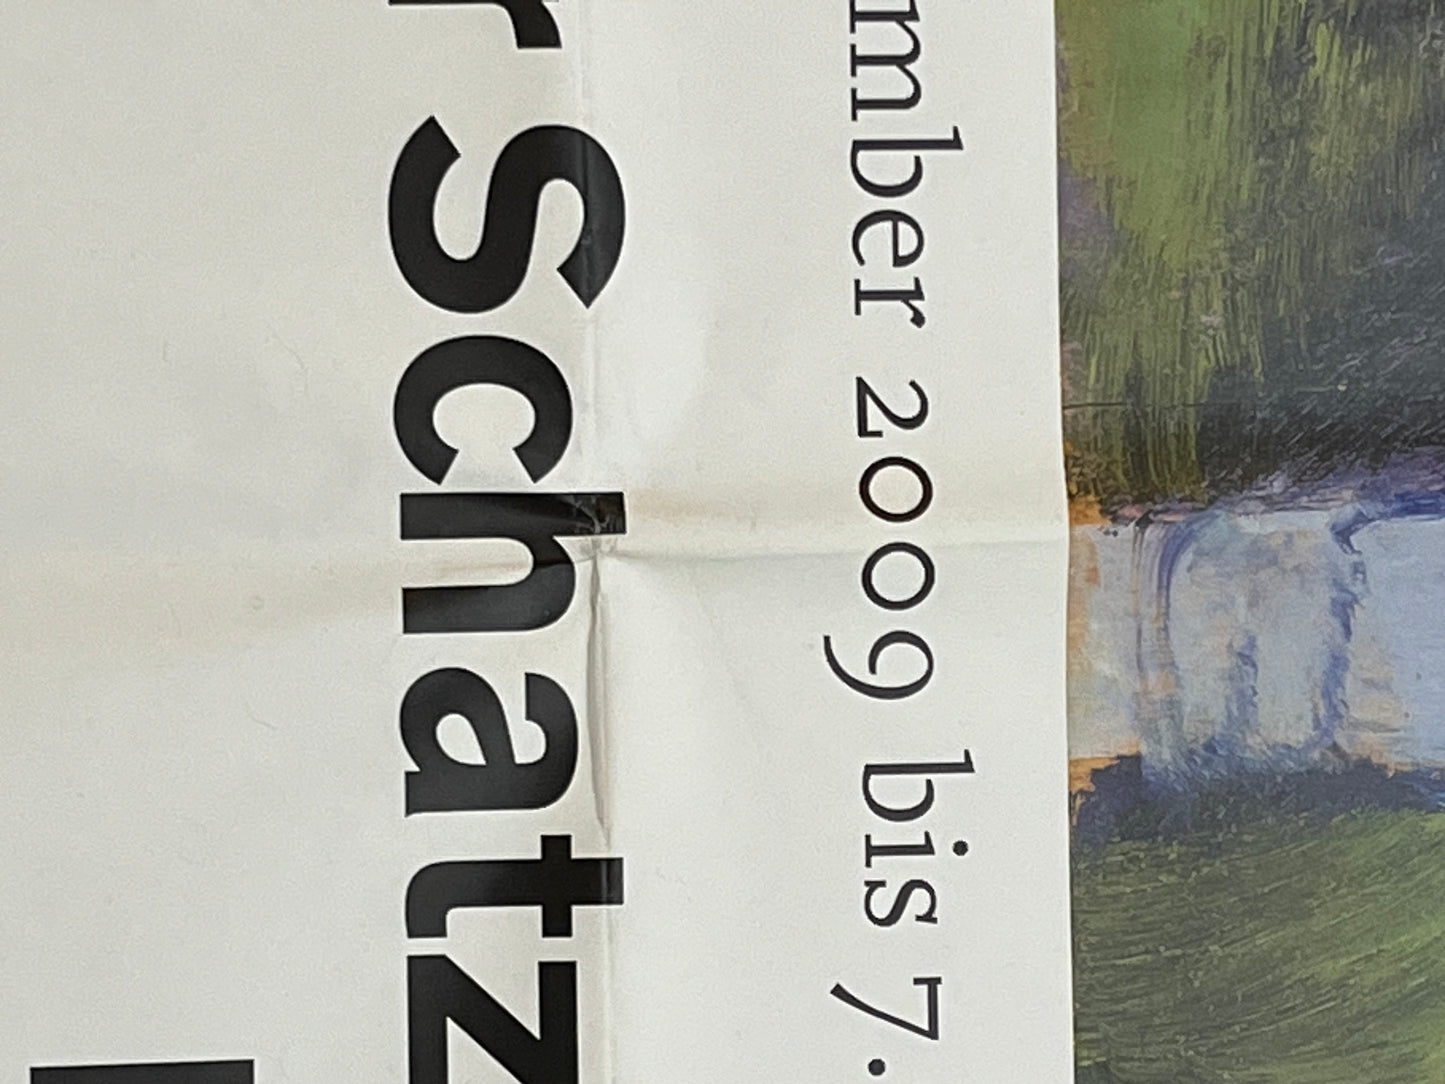 mber 2009 bis 7.
r Schatz